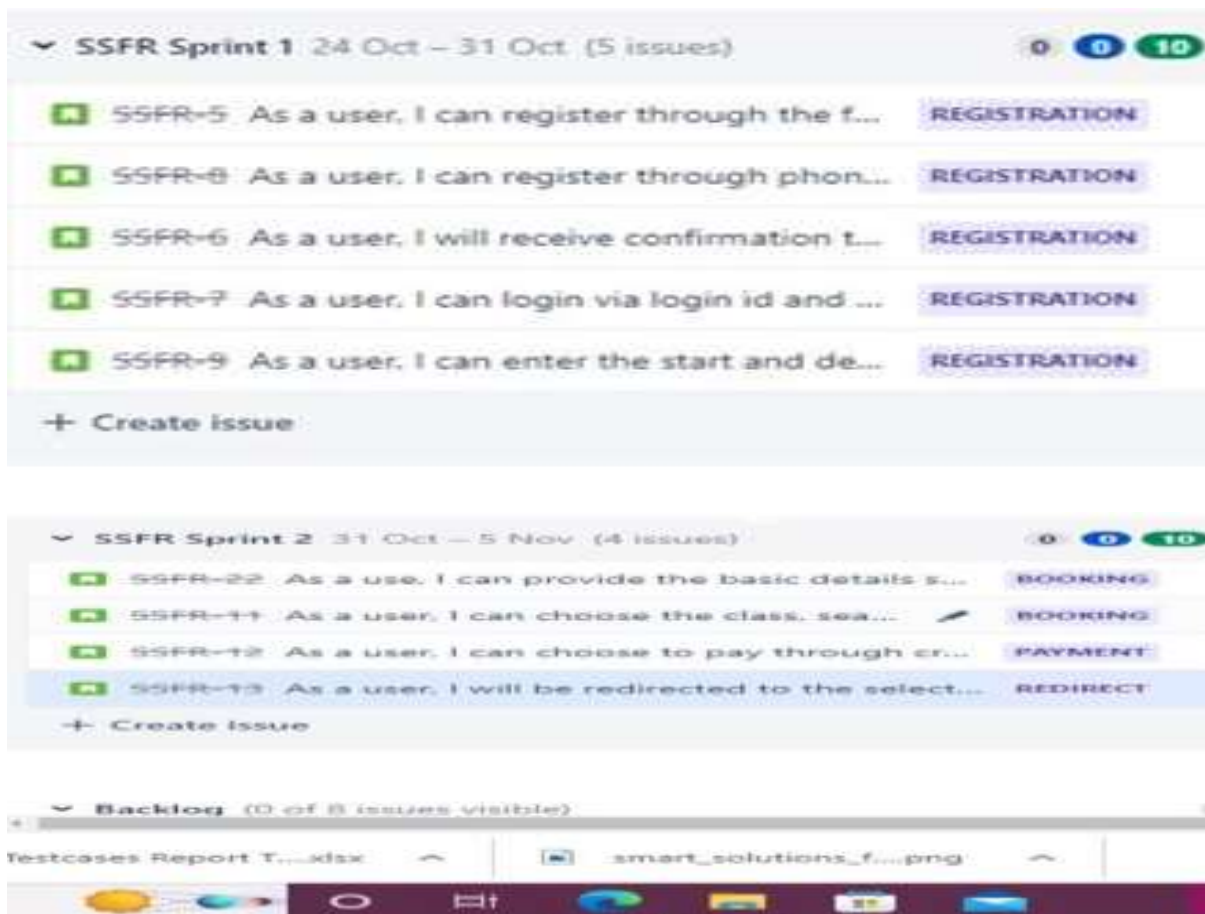 SSFR Sprint 1 24 Oct – 31 Oct (5 issues) 0 0 10
SSFR-5 As a user, I can register through the f... REGISTRATION
SSFR-8 As a user, I can register through phon... REGISTRATION
SSFR-6 As a user, I will receive confirmation t... REGISTRATION
SSFR-7 As a user, I can login via login id and ... REGISTRATION
SSFR-9 As a user, I can enter the start and de... REGISTRATION
+ Create issue
SSFR Sprint 2 31 Oct – 5 Nov (4 issues) 0 0 10
SSFR-22 As a use, I can provide the basic details s... BOOKING
SSFR-11 As a user, I can choose the class, sea... BOOKING
SSFR-12 As a user, I can choose to pay through cr... PAYMENT
SSFR-13 As a user, I will be redirected to the select... REDIRECT
+ Create issue
Backlog (0 of 8 issues visible)
Testcases Report T....xlsx smart_solutions_f....png